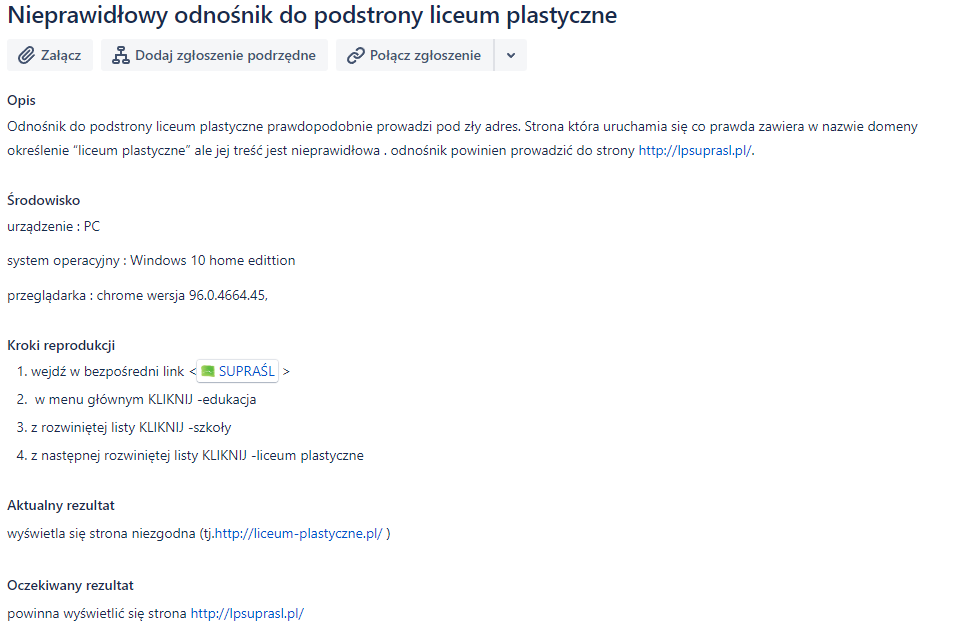 Nieprawidłowy odnośnik do podstrony liceum plastyczne
Załącz Dodaj zgłoszenie podrzędne Połącz zgłoszenie
Opis
Odnośnik do podstrony liceum plastyczne prawdopodobnie prowadzi pod zły adres. Strona która uruchamia się co prawda zawiera w nazwie domeny
określenie “liceum plastyczne” ale jej treść jest nieprawidłowa . odnośnik powinien prowadzić do strony http://lpsuprasl.pl/.
Środowisko
urządzenie : PC
system operacyjny : Windows 10 home edittion
przeglądarka : chrome wersja 96.0.4664.45,
Kroki reprodukcji
1. wejdź w bezpośredni link < SUPRAŚL >
2. w menu głównym KLIKNIJ -edukacja
3. z rozwiniętej listy KLIKNIJ -szkoły
4. z następnej rozwiniętej listy KLIKNIJ -liceum plastyczne
Aktualny rezultat
wyświetla się strona niezgodna (tj.http://liceum-plastyczne.pl/ )
Oczekiwany rezultat
powinna wyświetlić się strona http://lpsuprasl.pl/